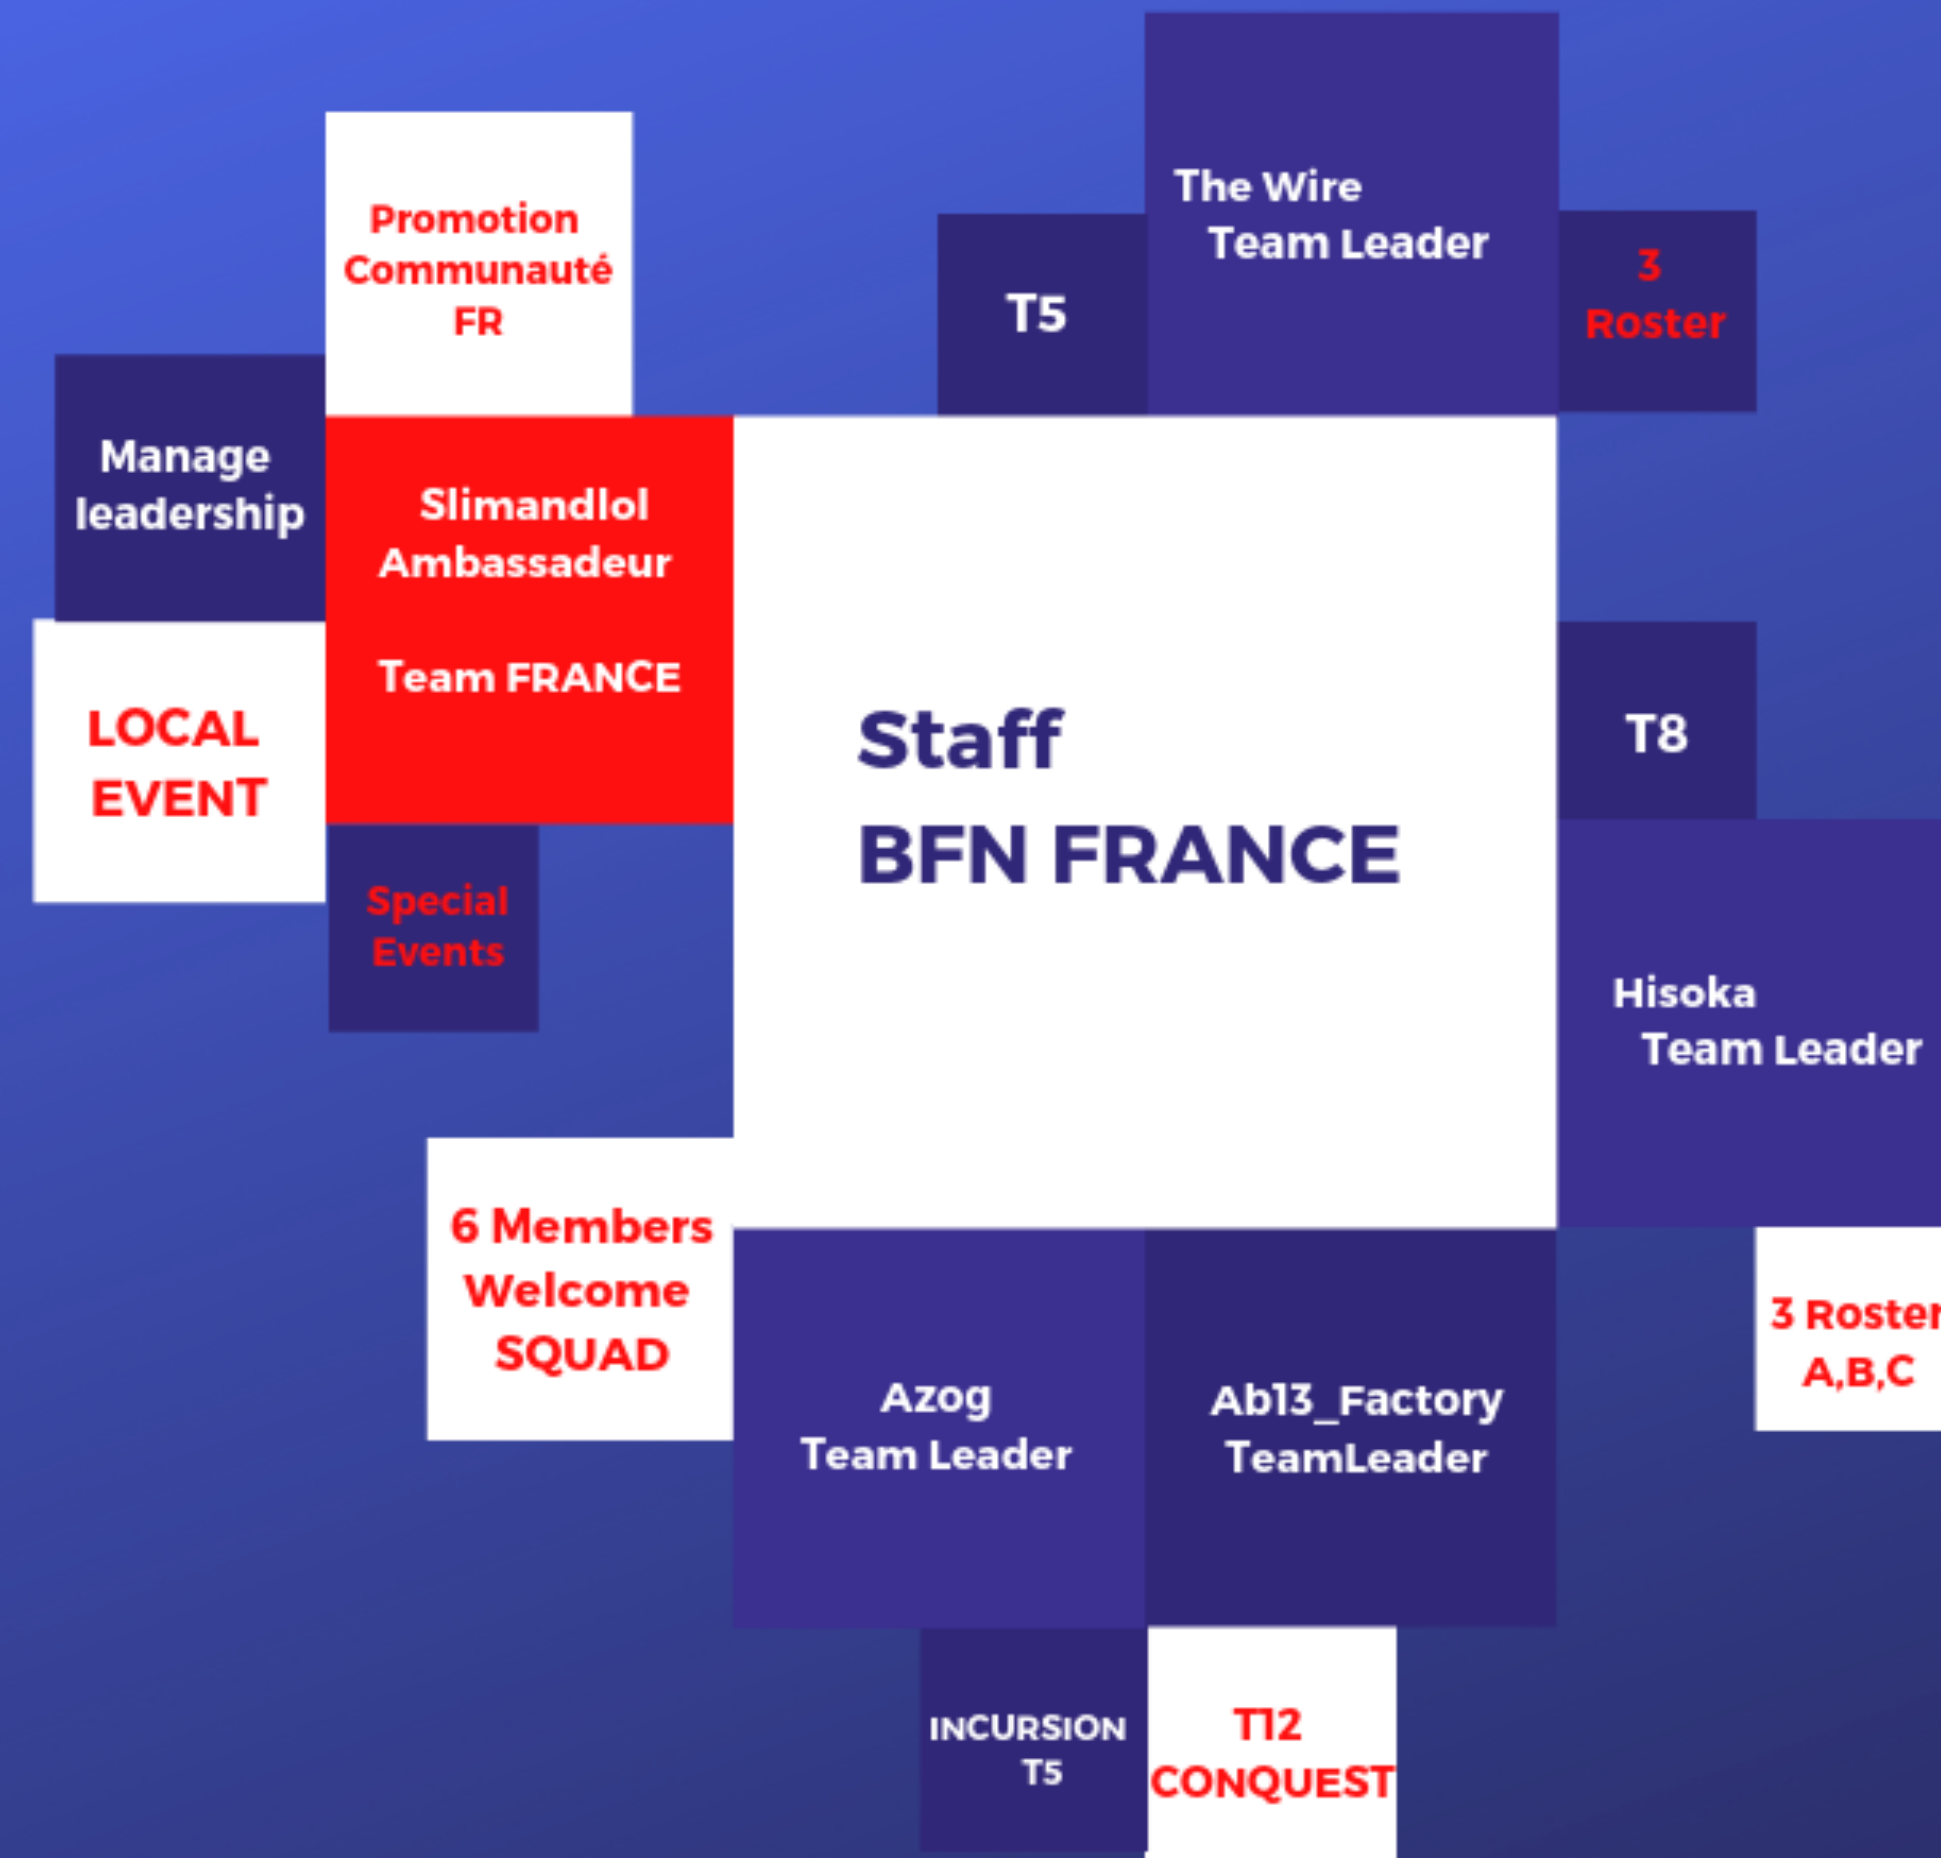 The Wire
Team Leader
Promotion
Communauté
FR
T5
3
Roster
Manage
leadership
Slimandlol
Ambassadeur
Team FRANCE
LOCAL
EVENT
Staff
BFN FRANCE
T8
Special
Events
Hisoka
Team Leader
6 Members
Welcome
SQUAD
3 Roster
A,B,C
Azog
Team Leader
Ab13_Factory
TeamLeader
INCURSION
T5
T12
CONQUEST